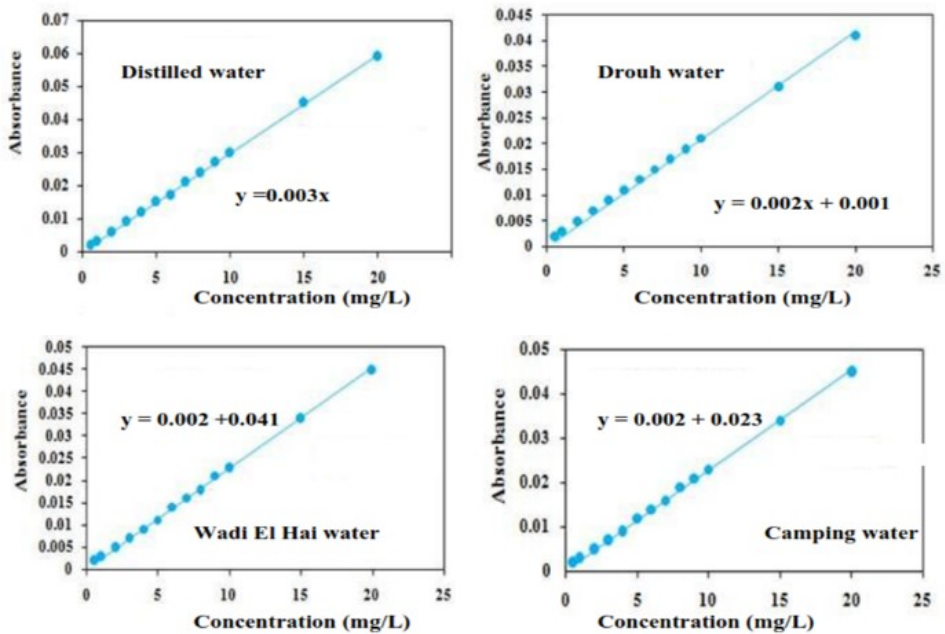 0.07
0.06
0.05
0.04
0.03
0.02
0.01
0
Absorbance
Distilled water
y =0.003x
0 5 10 15 20
Concentration (mg/L)
0.045
0.04
0.035
0.03
0.025
0.02
0.015
0.01
0.005
0
Absorbance
Drouh water
y = 0.002x + 0.001
0 5 10 15 20 25
Concentration (mg/L)
0.05
0.045
0.04
0.035
0.03
0.025
0.02
0.015
0.01
0.005
0
Absorbance
y = 0.002 +0.041
Wadi El Hai water
0 5 10 15 20 25
Concentration (mg/L)
0.05
0.04
0.03
0.02
0.01
0
Absorbance
y = 0.002 + 0.023
Camping water
0 5 10 15 20 25
Concentration (mg/L)